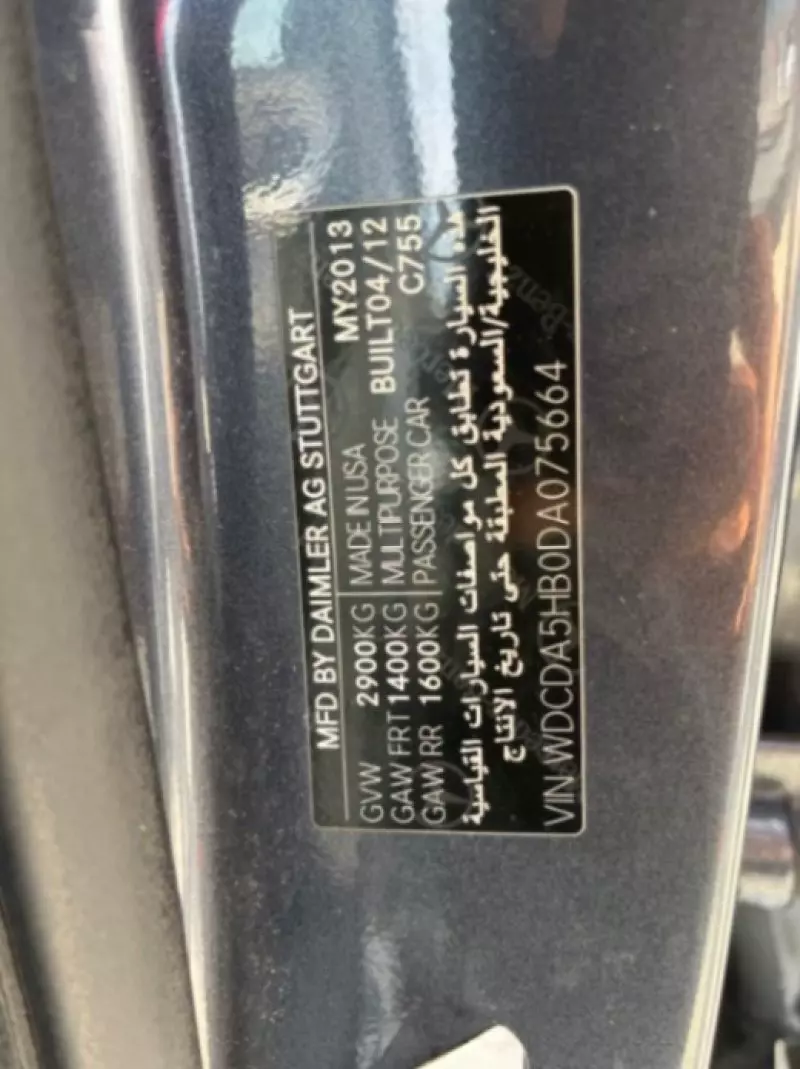 MFD BY DAIMLER AG STUTTGART
GVW 2900KG MADE IN USA MY2013
GAW FRT 1400KG MULTIPURPOSE BUILT04/12
GAW RR 1600KG PASSENGER CAR C755
هذه السيارة تطابق كل مواصفات السيارات القياسية
الخليجية/السعودية المطبقة حتى تاريخ الانتاج
VIN WDCDA5HB0DA075664